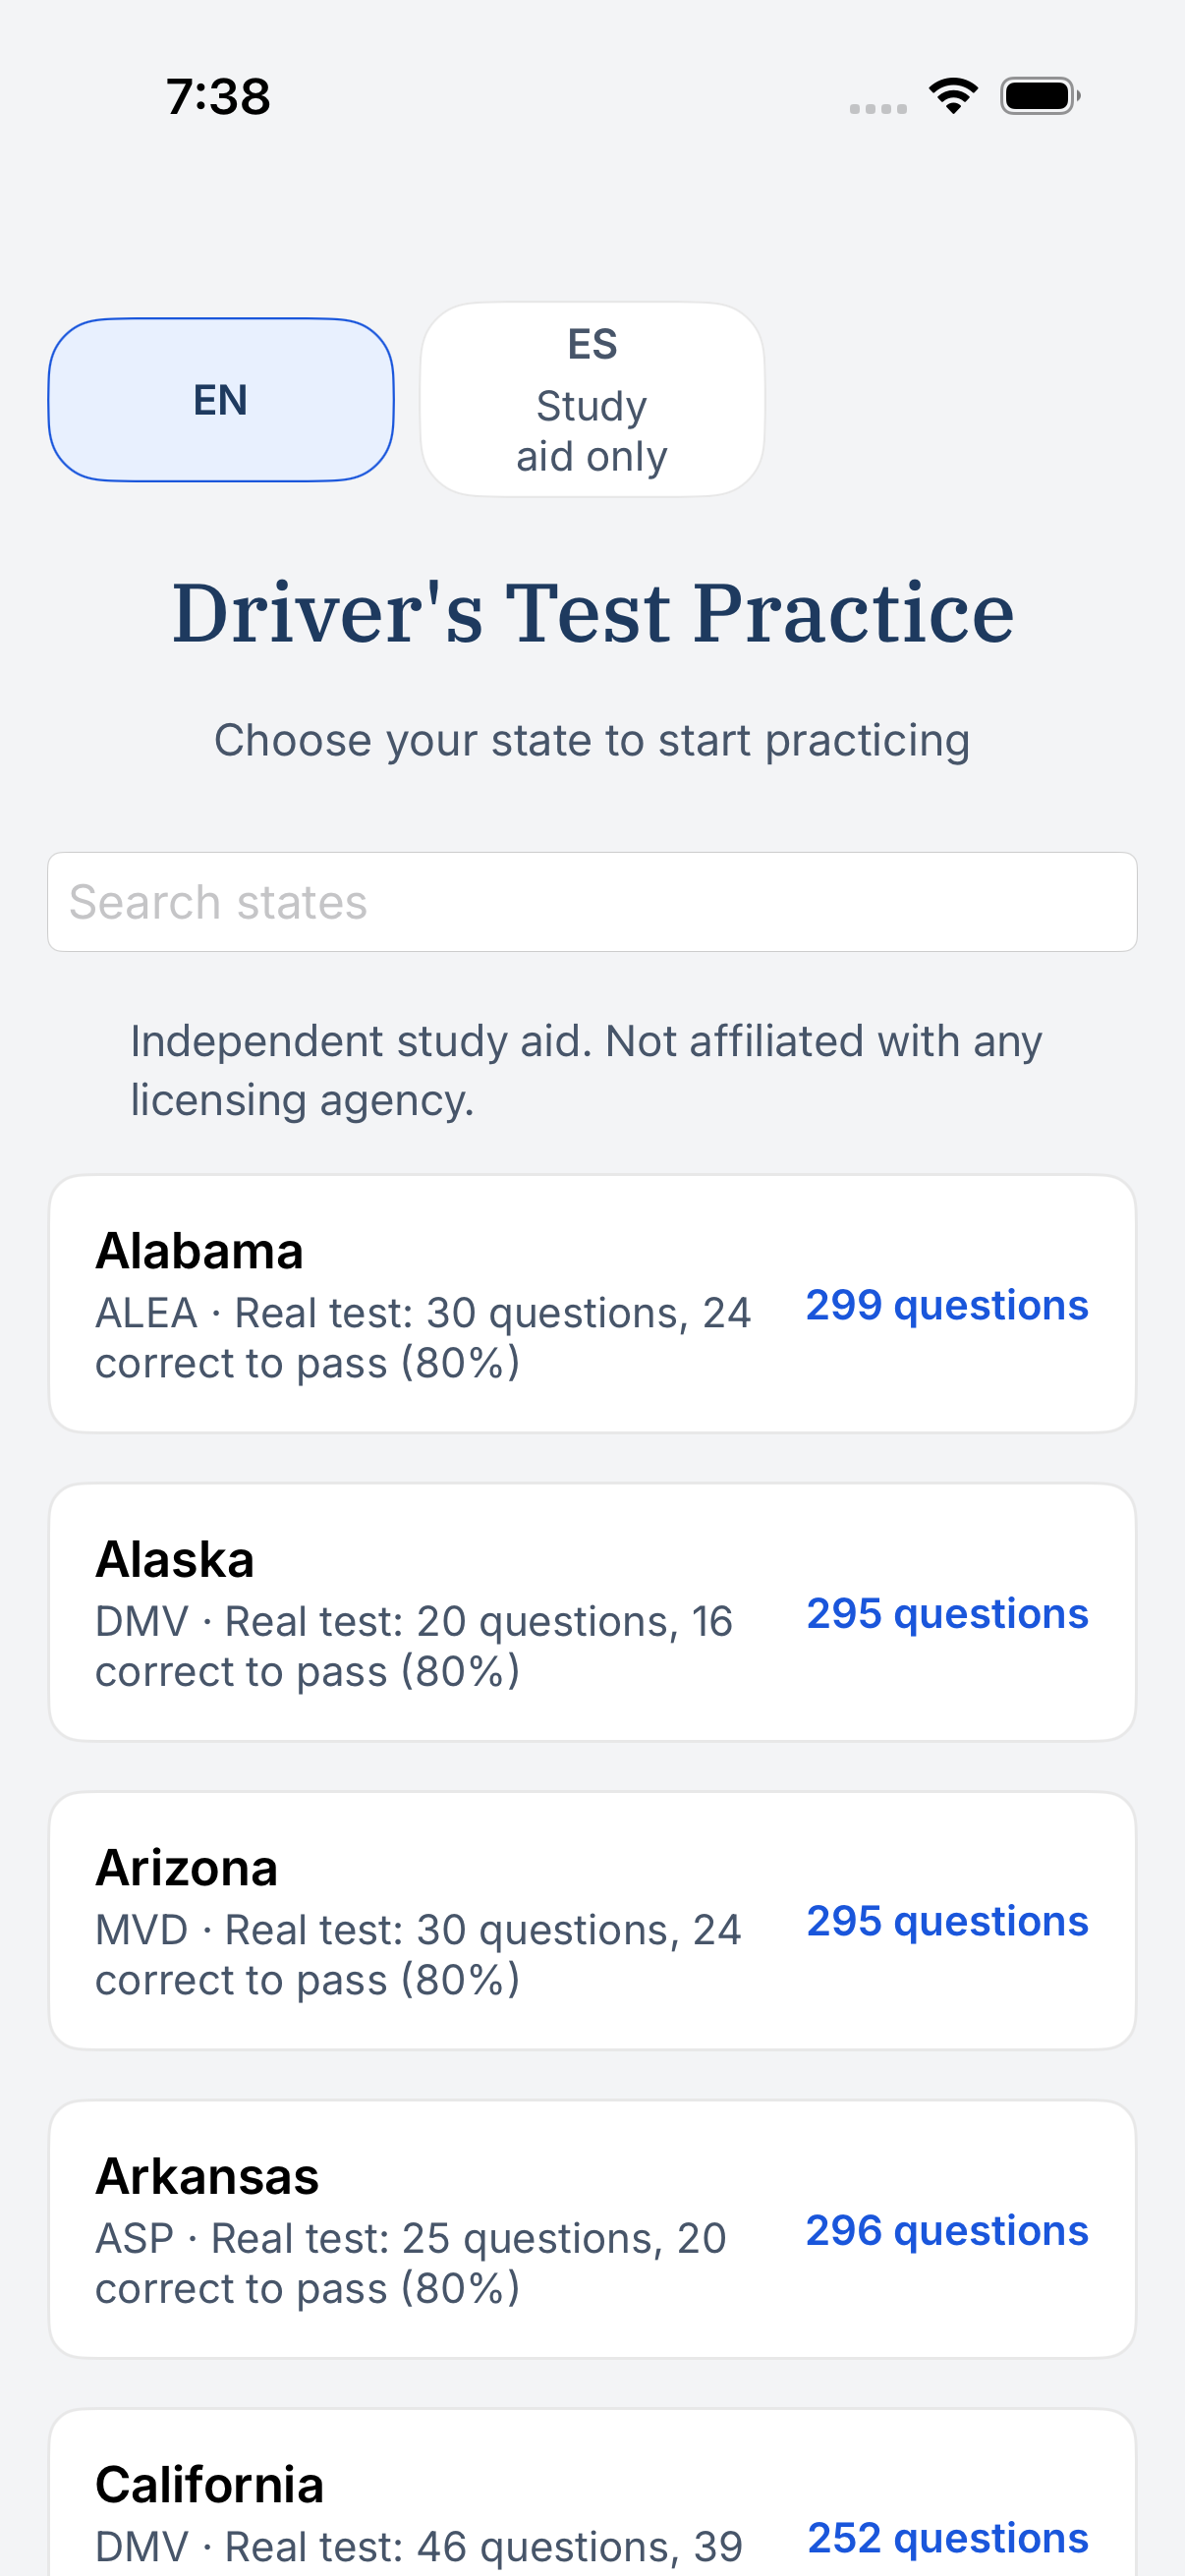 7:38
EN
ES
Study
aid only
Driver's Test Practice
Choose your state to start practicing
Search states
Independent study aid. Not affiliated with any
licensing agency.
Alabama
ALEA · Real test: 30 questions, 24
correct to pass (80%)
299 questions
Alaska
DMV · Real test: 20 questions, 16
correct to pass (80%)
295 questions
Arizona
MVD · Real test: 30 questions, 24
correct to pass (80%)
295 questions
Arkansas
ASP · Real test: 25 questions, 20
correct to pass (80%)
296 questions
California
DMV · Real test: 46 questions, 39
252 questions